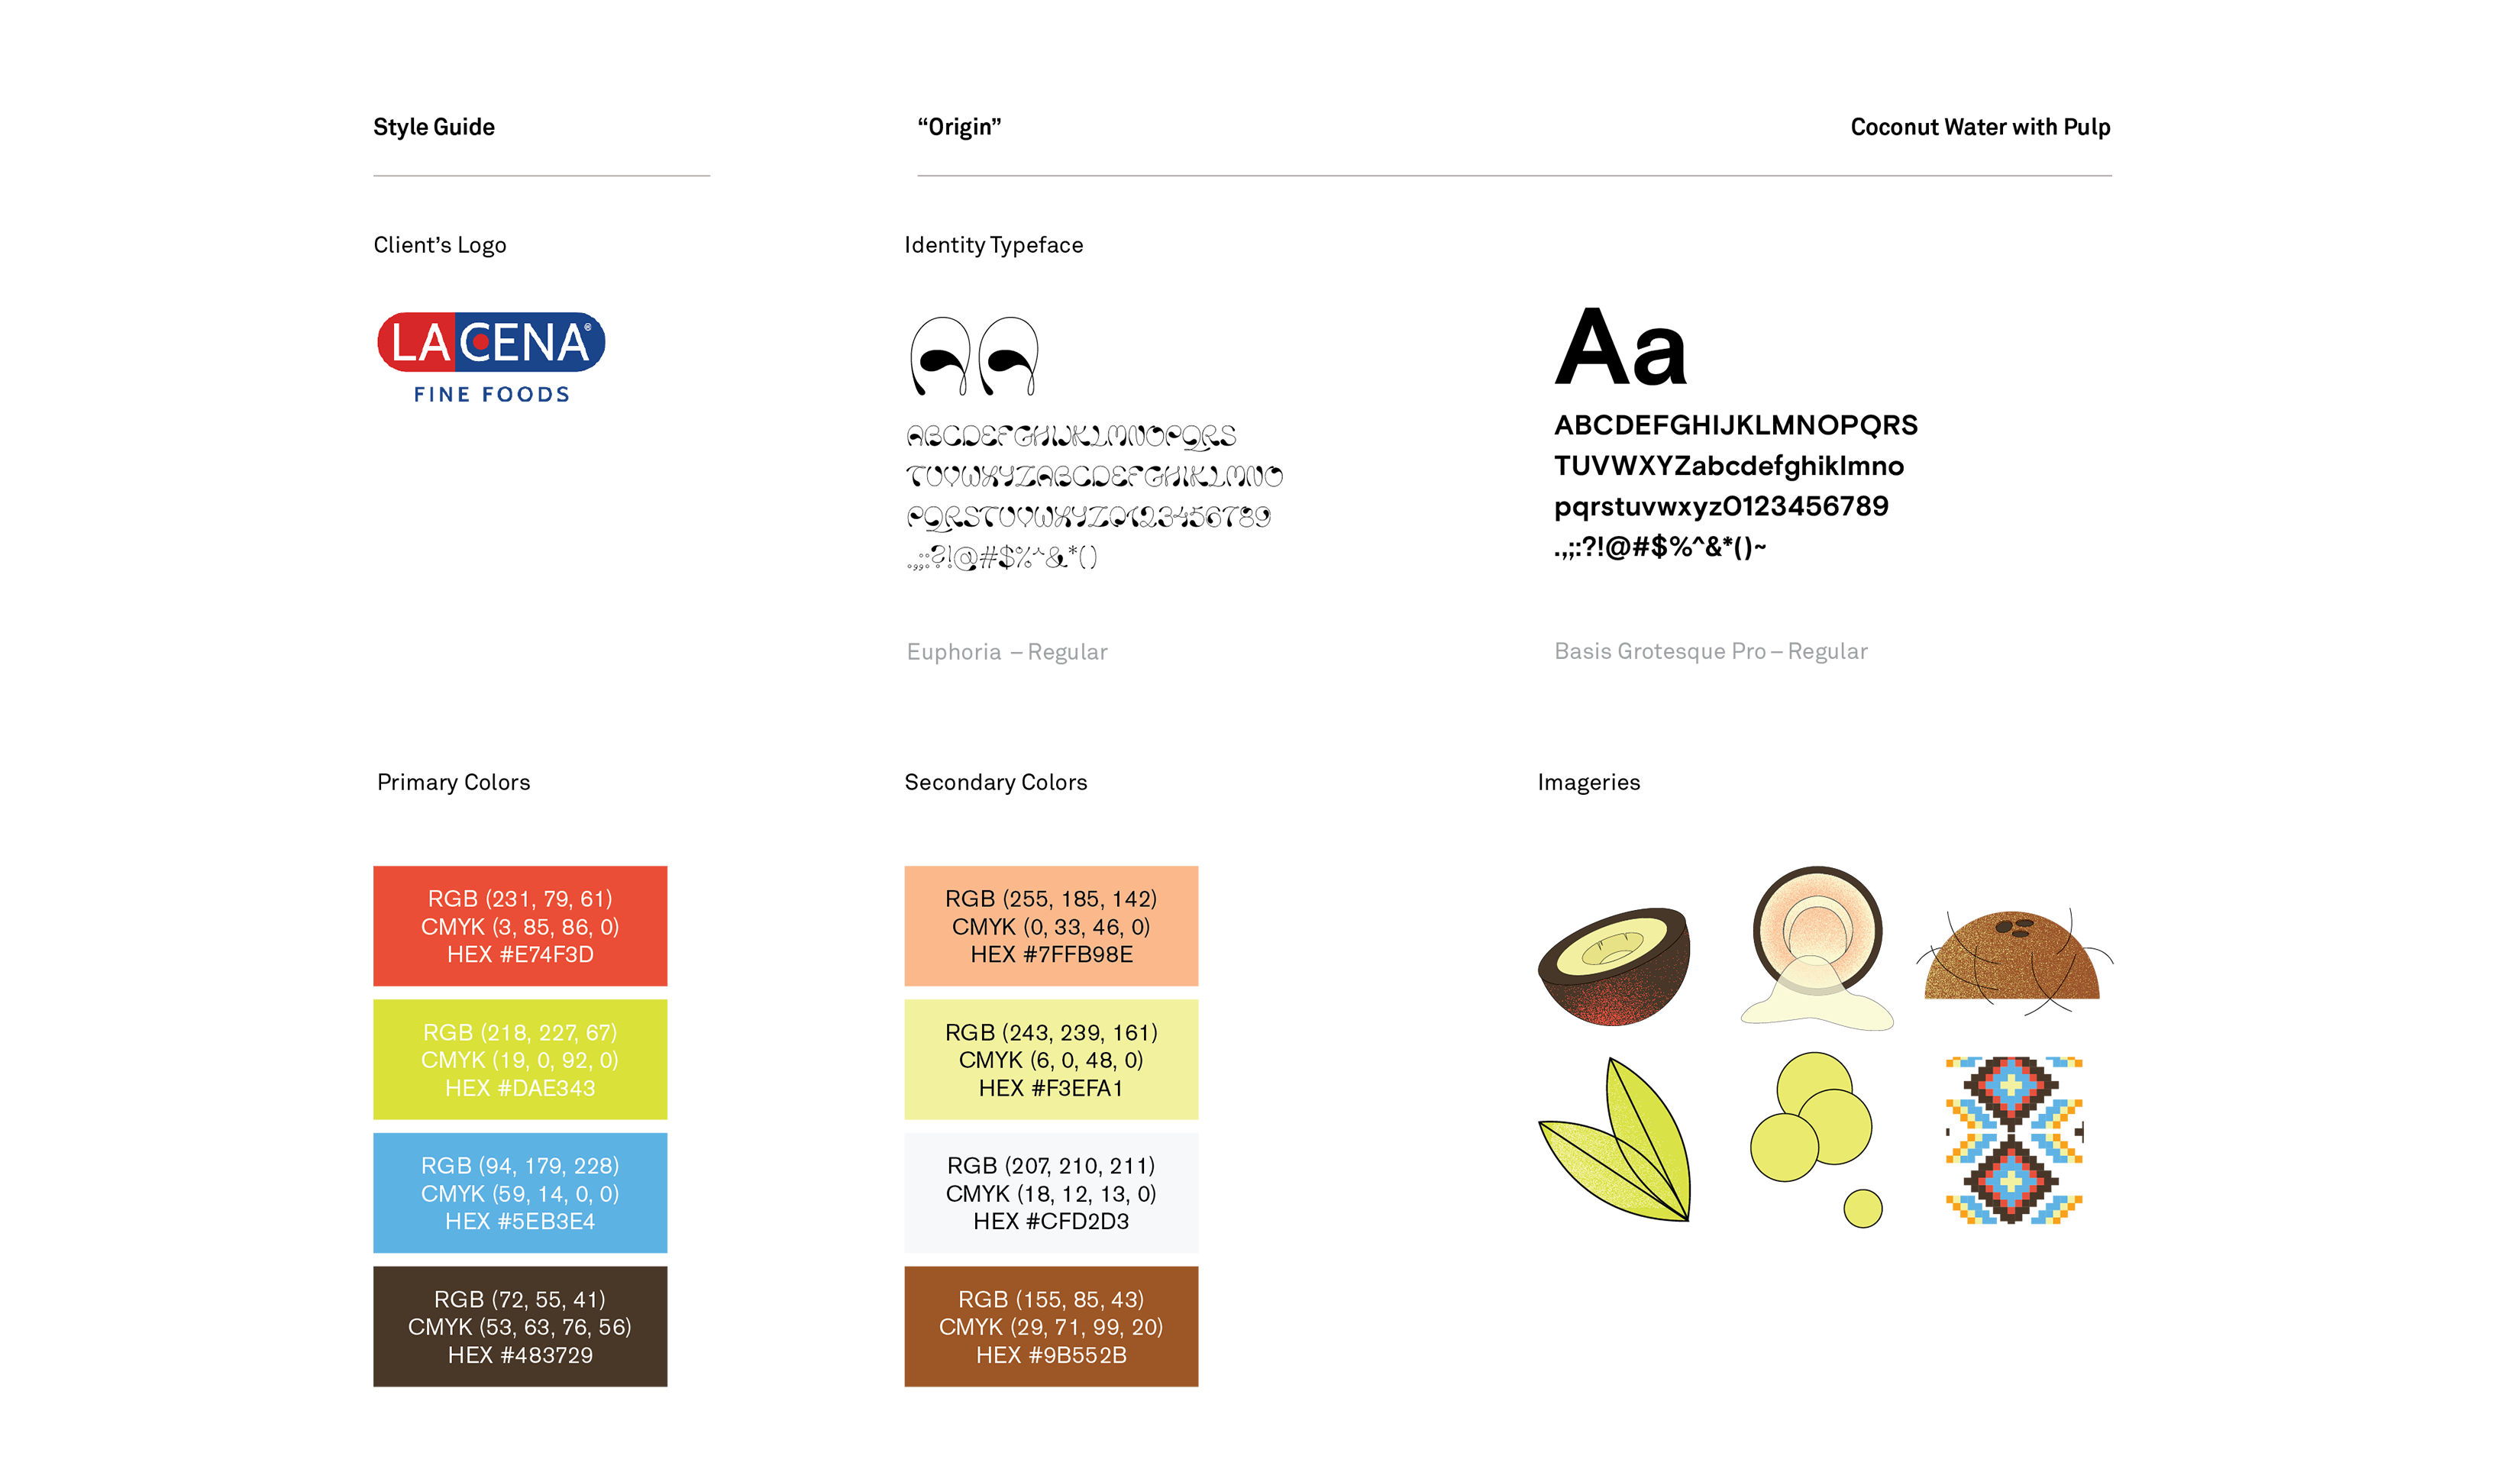 Style Guide
“Origin”
Coconut Water with Pulp
Client’s Logo
LACENA®
FINE FOODS
Identity Typeface
AA
ABCDEFGHIJKLMNOPQRS
TUVWXYZABCDEFGHIKLMNO
PQRSTUVWXYZ0123456789
.,;:?!@#$%^&*()
Euphoria – Regular
Aa
ABCDEFGHIJKLMNOPQRS
TUVWXYZabcdefghiklmno
pqrstuvwxyz0123456789
.,;:?!@#$%^&*()~
Basis Grotesque Pro – Regular
Primary Colors
RGB (231, 79, 61)
CMYK (3, 85, 86, 0)
HEX #E74F3D
RGB (218, 227, 67)
CMYK (19, 0, 92, 0)
HEX #DAE343
RGB (94, 179, 228)
CMYK (59, 14, 0, 0)
HEX #5EB3E4
RGB (72, 55, 41)
CMYK (53, 63, 76, 56)
HEX #483729
Secondary Colors
RGB (255, 185, 142)
CMYK (0, 33, 46, 0)
HEX #7FFB98E
RGB (243, 239, 161)
CMYK (6, 0, 48, 0)
HEX #F3EFA1
RGB (207, 210, 211)
CMYK (18, 12, 13, 0)
HEX #CFD2D3
RGB (155, 85, 43)
CMYK (29, 71, 99, 20)
HEX #9B552B
Imageries